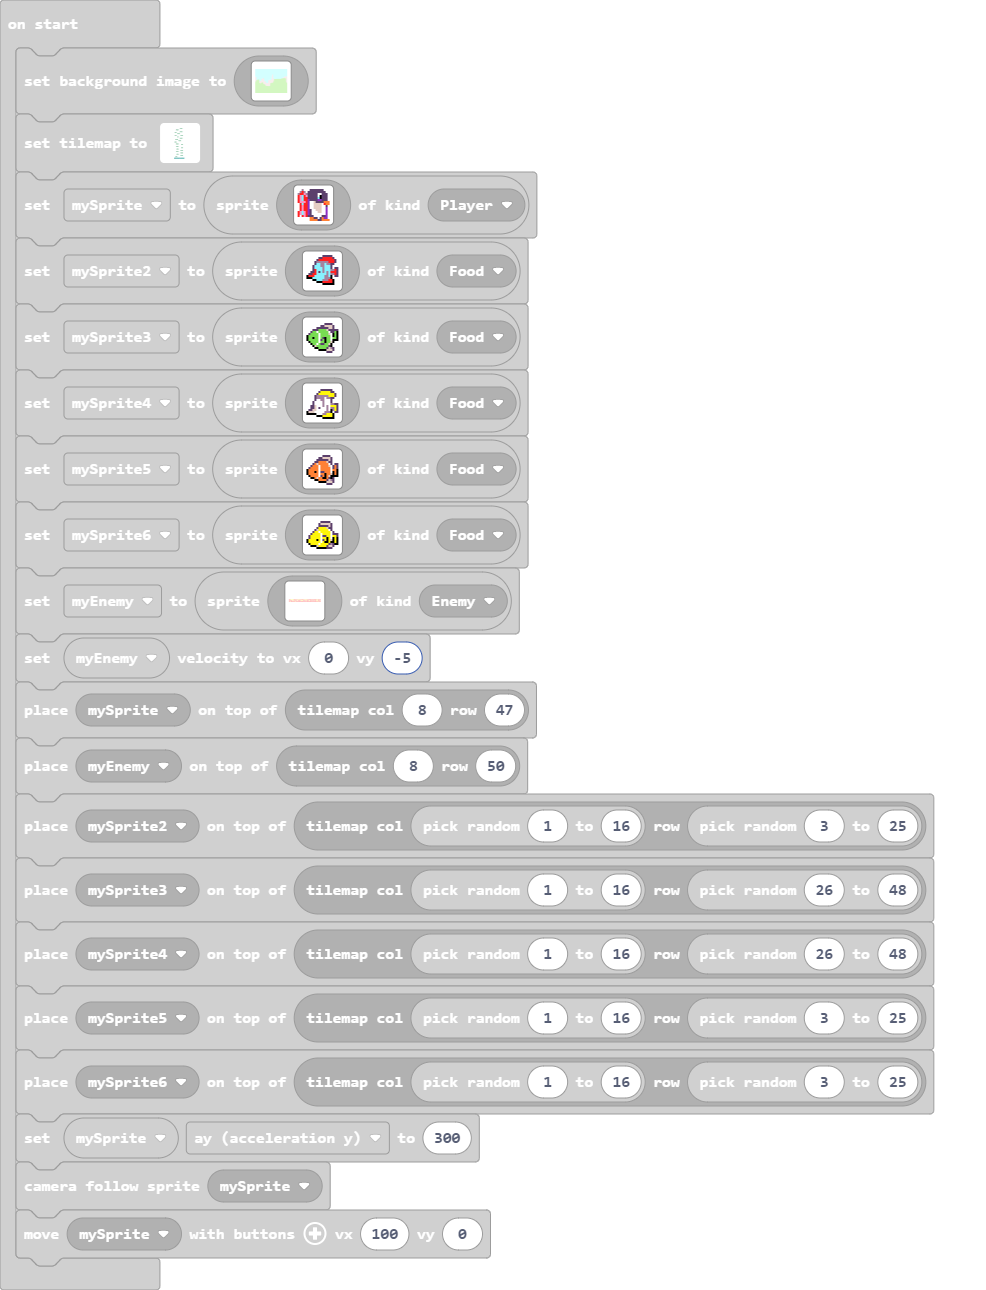 on start
set background image to
set tilemap to
set mySprite to sprite of kind Player
set mySprite2 to sprite of kind Food
set mySprite3 to sprite of kind Food
set mySprite4 to sprite of kind Food
set mySprite5 to sprite of kind Food
set mySprite6 to sprite of kind Food
set myEnemy to sprite of kind Enemy
set myEnemy velocity to vx 0 vy -5
place mySprite on top of tilemap col 8 row 47
place myEnemy on top of tilemap col 8 row 50
place mySprite2 on top of tilemap col pick random 1 to 16 row pick random 3 to 25
place mySprite3 on top of tilemap col pick random 1 to 16 row pick random 26 to 48
place mySprite4 on top of tilemap col pick random 1 to 16 row pick random 26 to 48
place mySprite5 on top of tilemap col pick random 1 to 16 row pick random 3 to 25
place mySprite6 on top of tilemap col pick random 1 to 16 row pick random 3 to 25
set mySprite ay (acceleration y) to 300
camera follow sprite mySprite
move mySprite with buttons vx 100 vy 0